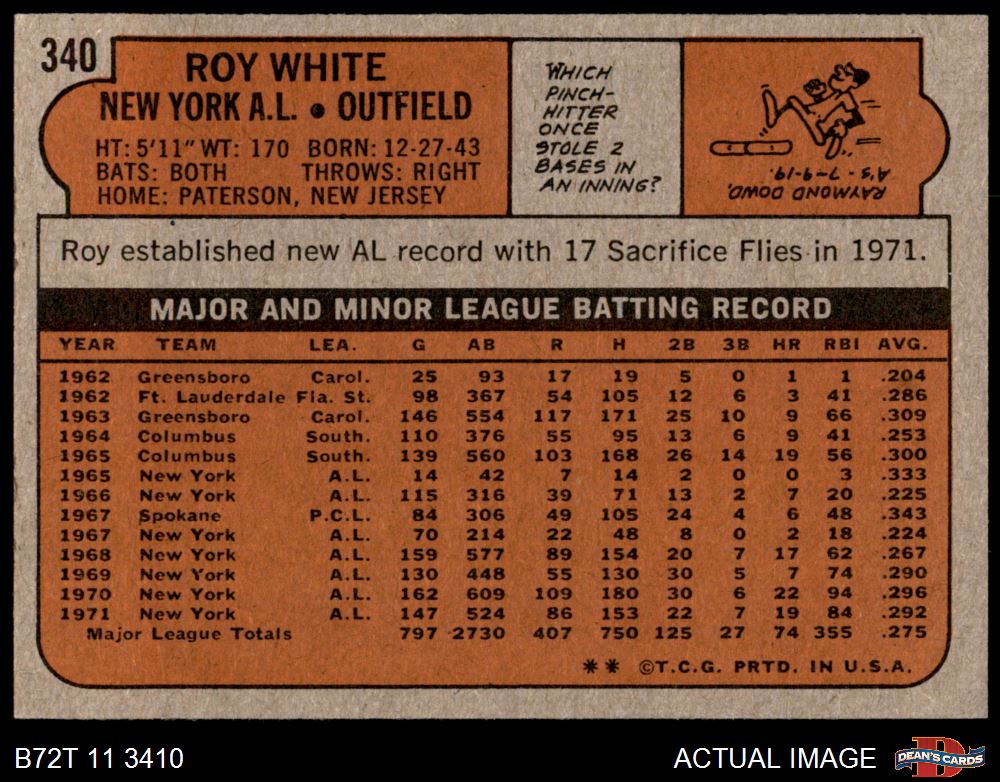 340
ROY WHITE
NEW YORK A.L. • OUTFIELD
HT: 5'11" WT: 170 BORN: 12-27-43
BATS: BOTH THROWS: RIGHT
HOME: PATERSON, NEW JERSEY
WHICH
PINCH-
HITTER
ONCE
STOLE 2
BASES IN
AN INNING?
RAYMOND DOWD,
A'S - 7-9-19.
Roy established new AL record with 17 Sacrifice Flies in 1971.
MAJOR AND MINOR LEAGUE BATTING RECORD
YEAR TEAM LEA. G AB R H 2B 3B HR RBI AVG.
1962 Greensboro Carol. 25 93 17 19 5 0 1 1 .204
1962 Ft. Lauderdale Fla. St. 98 367 54 105 12 6 3 41 .286
1963 Greensboro Carol. 146 554 117 171 25 10 9 66 .309
1964 Columbus South. 110 376 55 95 13 6 9 41 .253
1965 Columbus South. 139 560 103 168 26 14 19 56 .300
1965 New York A.L. 14 42 7 14 2 0 0 3 .333
1966 New York A.L. 115 316 39 71 13 2 7 20 .225
1967 Spokane P.C.L. 84 306 49 105 24 4 6 48 .343
1967 New York A.L. 70 214 22 48 8 0 2 18 .224
1968 New York A.L. 159 577 89 154 20 7 17 62 .267
1969 New York A.L. 130 448 55 130 30 5 7 74 .290
1970 New York A.L. 162 609 109 180 30 6 22 94 .296
1971 New York A.L. 147 524 86 153 22 7 19 84 .292
Major League Totals 797 2730 407 750 125 27 74 355 .275
** ©T.C.G. PRTD. IN U.S.A.
B72T 11 3410
ACTUAL IMAGE
D
DEAN'S CARDS